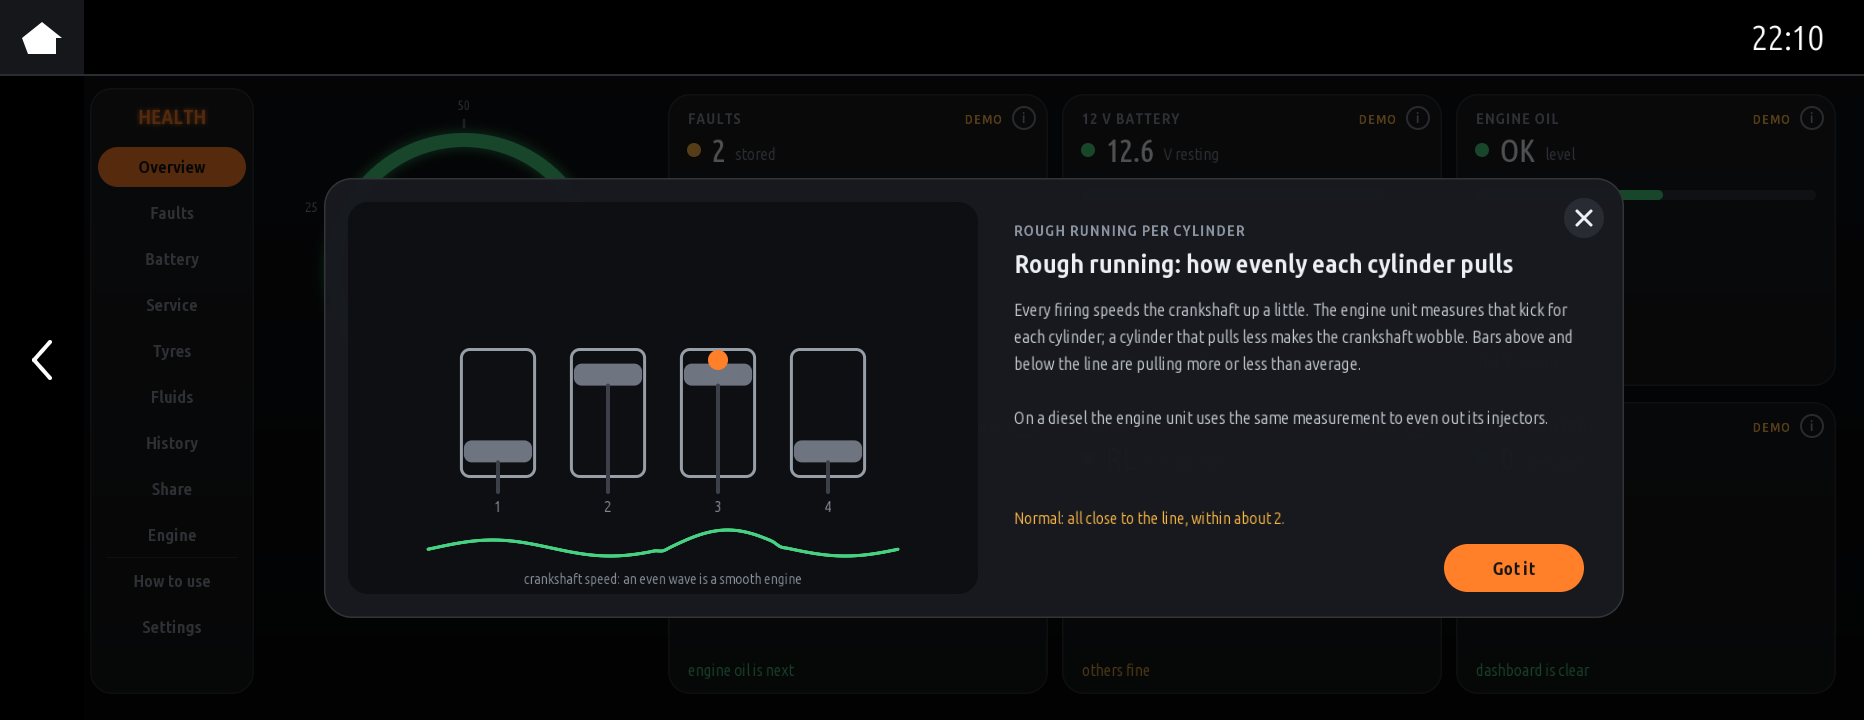 22:10
HEALTH
Overview
Faults
Battery
Service
Tyres
Fluids
History
Share
Engine
How to use
Settings
50
25
FAULTS
DEMO
i
2 stored
12 V BATTERY
DEMO
i
12.6 V resting
ENGINE OIL
DEMO
i
OK level
ROUGH RUNNING PER CYLINDER
Rough running: how evenly each cylinder pulls
Every firing speeds the crankshaft up a little. The engine unit measures that kick for
each cylinder; a cylinder that pulls less makes the crankshaft wobble. Bars above and
below the line are pulling more or less than average.
On a diesel the engine unit uses the same measurement to even out its injectors.
Normal: all close to the line, within about 2.
Got it
1
2
3
4
crankshaft speed: an even wave is a smooth engine
DEMO
i
engine oil is next
others fine
dashboard is clear